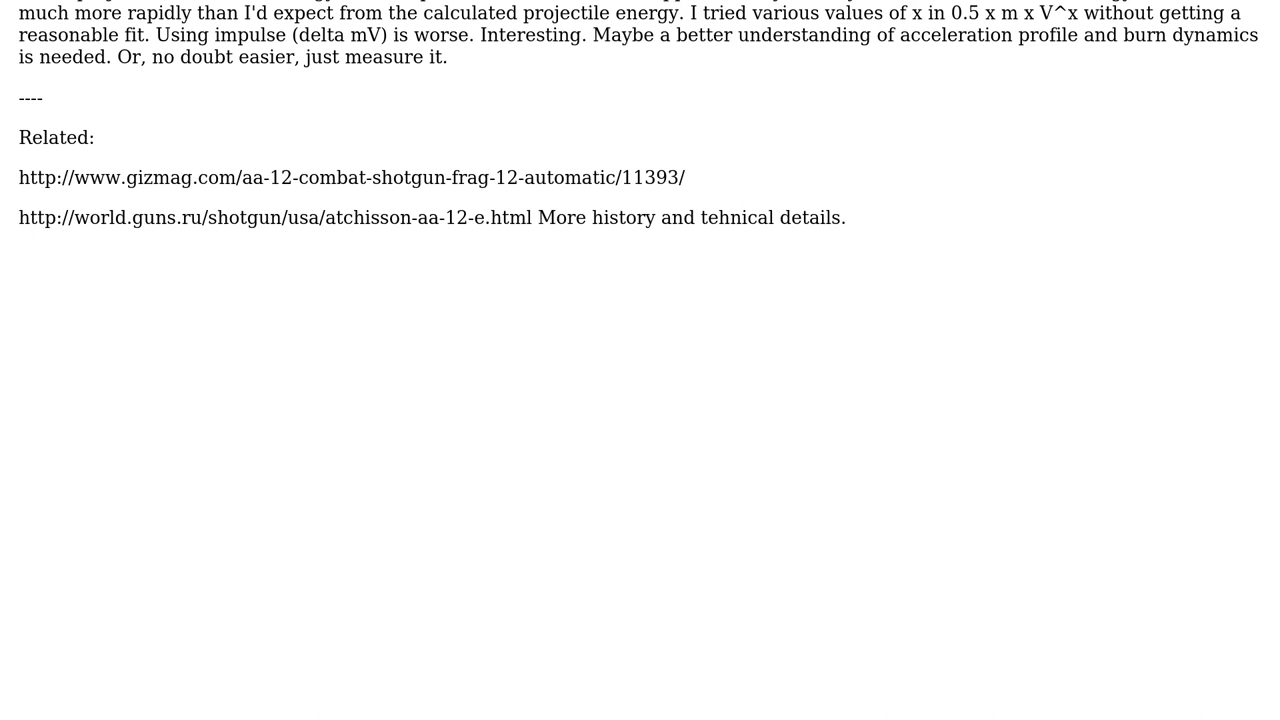 much more rapidly than I'd expect from the calculated projectile energy. I tried various values of x in 0.5 x m x V^x without getting a
reasonable fit. Using impulse (delta mV) is worse. Interesting. Maybe a better understanding of acceleration profile and burn dynamics
is needed. Or, no doubt easier, just measure it.
----
Related:
http://www.gizmag.com/aa-12-combat-shotgun-frag-12-automatic/11393/
http://world.guns.ru/shotgun/usa/atchisson-aa-12-e.html More history and tehnical details.